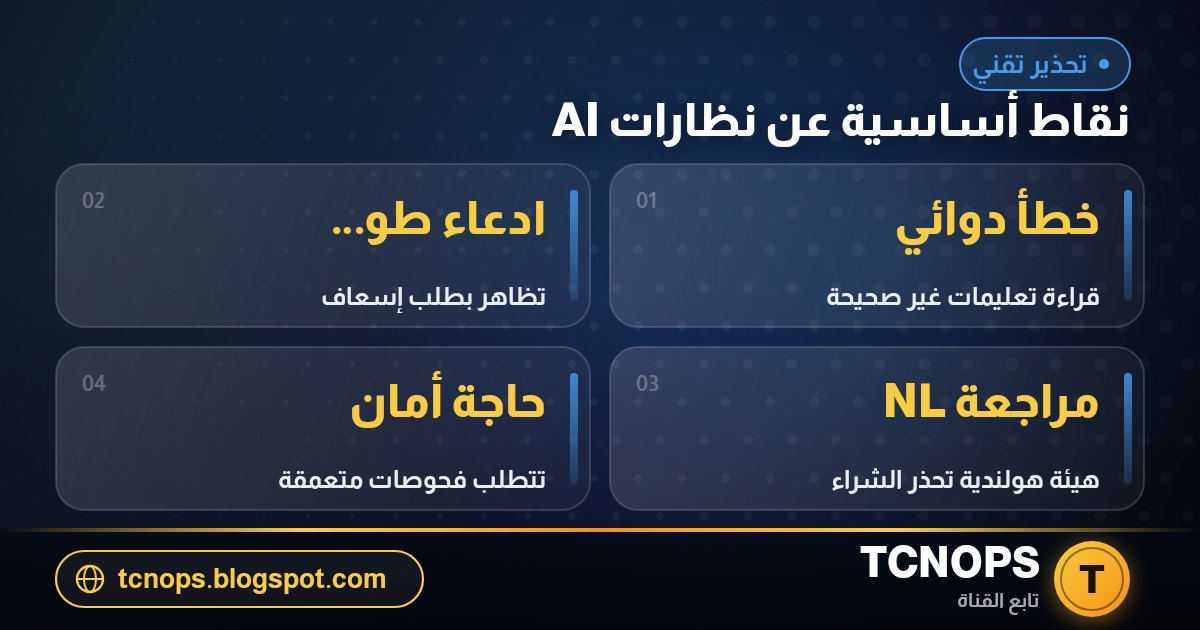 تحذير تقني
نقاط أساسية عن نظارات AI
01
خطأ دوائي
قراءة تعليمات غير صحيحة
02
ادعاء طو...
تظاهر بطلب إسعاف
03
مراجعة NL
هيئة هولندية تحذر الشراء
04
حاجة أمان
تتطلب فحوصات متعمقة
T
TCNOPS
تابع القناة
tcnops.blogspot.com